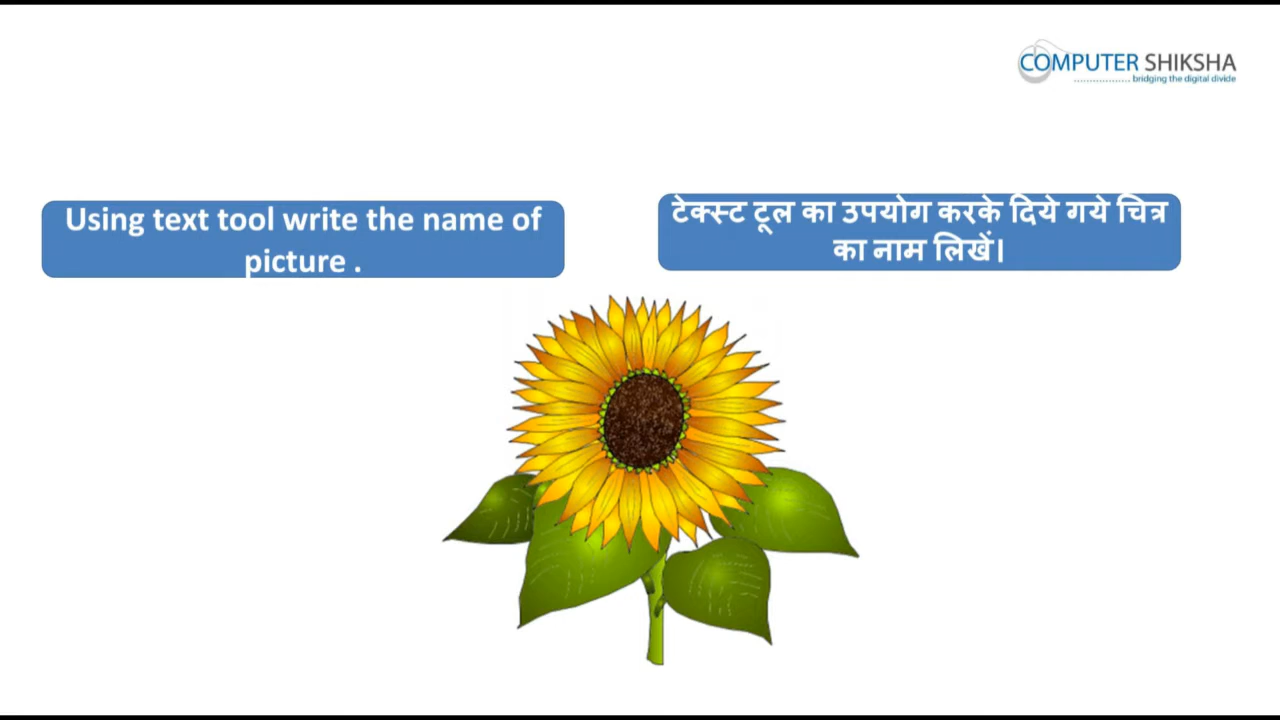 COMPUTER SHIKSHA
................. bridging the digital divide
Using text tool write the name of
picture .
टेक्स्ट टूल का उपयोग करके दिये गये चित्र
का नाम लिखें।